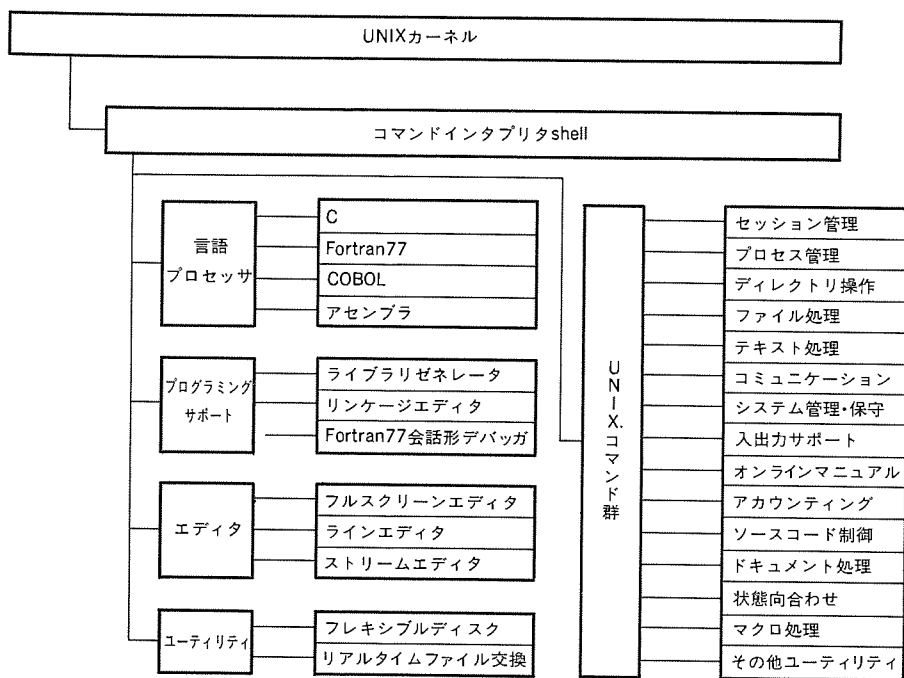 UNIXカーネル
コマンドインタプリタshell
言語
プロセッサ
C
Fortran77
COBOL
アセンブラ
プログラミング
サポート
ライブラリゼネレータ
リンケージエディタ
Fortran77会話形デバッガ
エディタ
フルスクリーンエディタ
ラインエディタ
ストリームエディタ
ユーティリティ
フレキシブルディスク
リアルタイムファイル交換
UNIX.コマンド群
セッション管理
プロセス管理
ディレクトリ操作
ファイル処理
テキスト処理
コミュニケーション
システム管理・保守
入出力サポート
オンラインマニュアル
アカウンティング
ソースコード制御
ドキュメント処理
状態向合わせ
マクロ処理
その他ユーティリティ